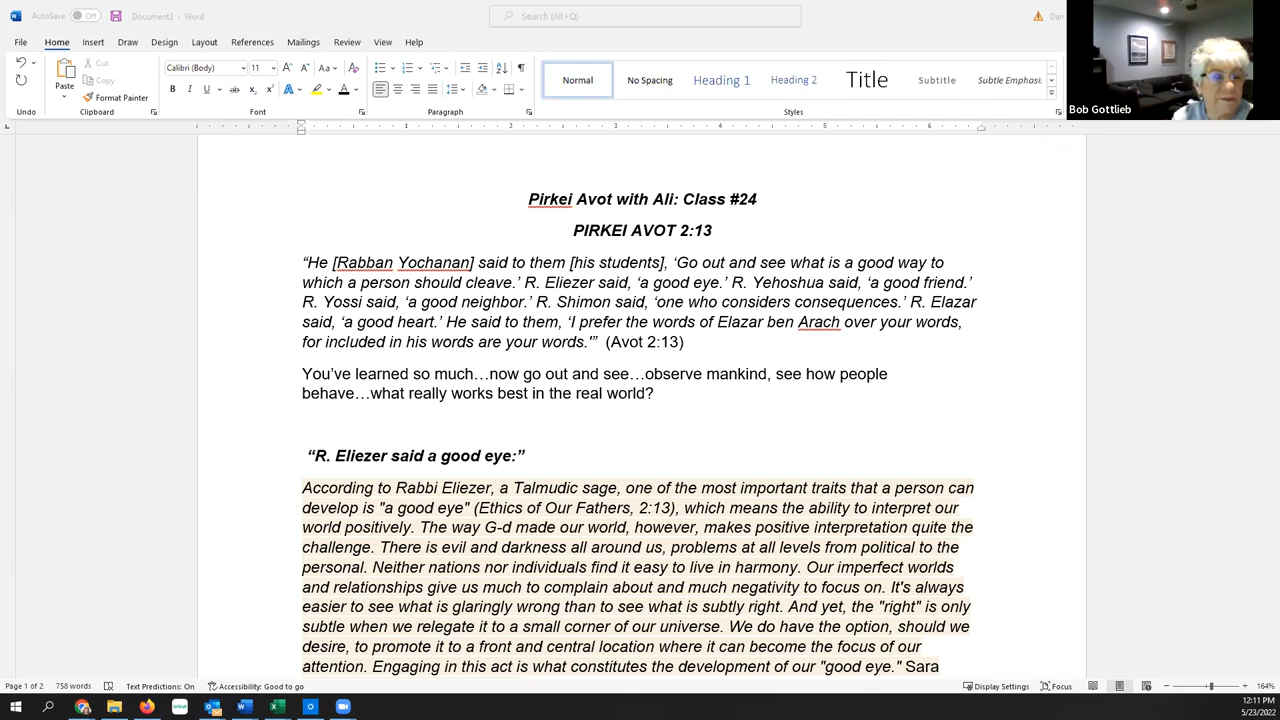 AutoSave Off Document3 - Word Search (Alt+Q) Dan
File Home Insert Draw Design Layout References Mailings Review View Help
Paste Cut Copy Format Painter Calibri (Body) 11 Aa Normal No Spacing Heading 1 Heading 2 Title Subtitle Subtle Emphasis
Undo Clipboard Font Paragraph Styles
Bob Gottlieb
1 2 3 4 5 6
Pirkei Avot with Ali: Class #24
PIRKEI AVOT 2:13
“He [Rabban Yochanan] said to them [his students], ‘Go out and see what is a good way to
which a person should cleave.’ R. Eliezer said, ‘a good eye.’ R. Yehoshua said, ‘a good friend.’
R. Yossi said, ‘a good neighbor.’ R. Shimon said, ‘one who considers consequences.’ R. Elazar
said, ‘a good heart.’ He said to them, ‘I prefer the words of Elazar ben Arach over your words,
for included in his words are your words.’” (Avot 2:13)
You’ve learned so much…now go out and see…observe mankind, see how people
behave…what really works best in the real world?
“R. Eliezer said a good eye:”
According to Rabbi Eliezer, a Talmudic sage, one of the most important traits that a person can
develop is "a good eye" (Ethics of Our Fathers, 2:13), which means the ability to interpret our
world positively. The way G-d made our world, however, makes positive interpretation quite the
challenge. There is evil and darkness all around us, problems at all levels from political to the
personal. Neither nations nor individuals find it easy to live in harmony. Our imperfect worlds
and relationships give us much to complain about and much negativity to focus on. It's always
easier to see what is glaringly wrong than to see what is subtly right. And yet, the "right" is only
subtle when we relegate it to a small corner of our universe. We do have the option, should we
desire, to promote it to a front and central location where it can become the focus of our
attention. Engaging in this act is what constitutes the development of our "good eye." Sara
Page 1 of 2 758 words Text Predictions: On Accessibility: Good to go Display Settings Focus 164%
12:11 PM
5/23/2022